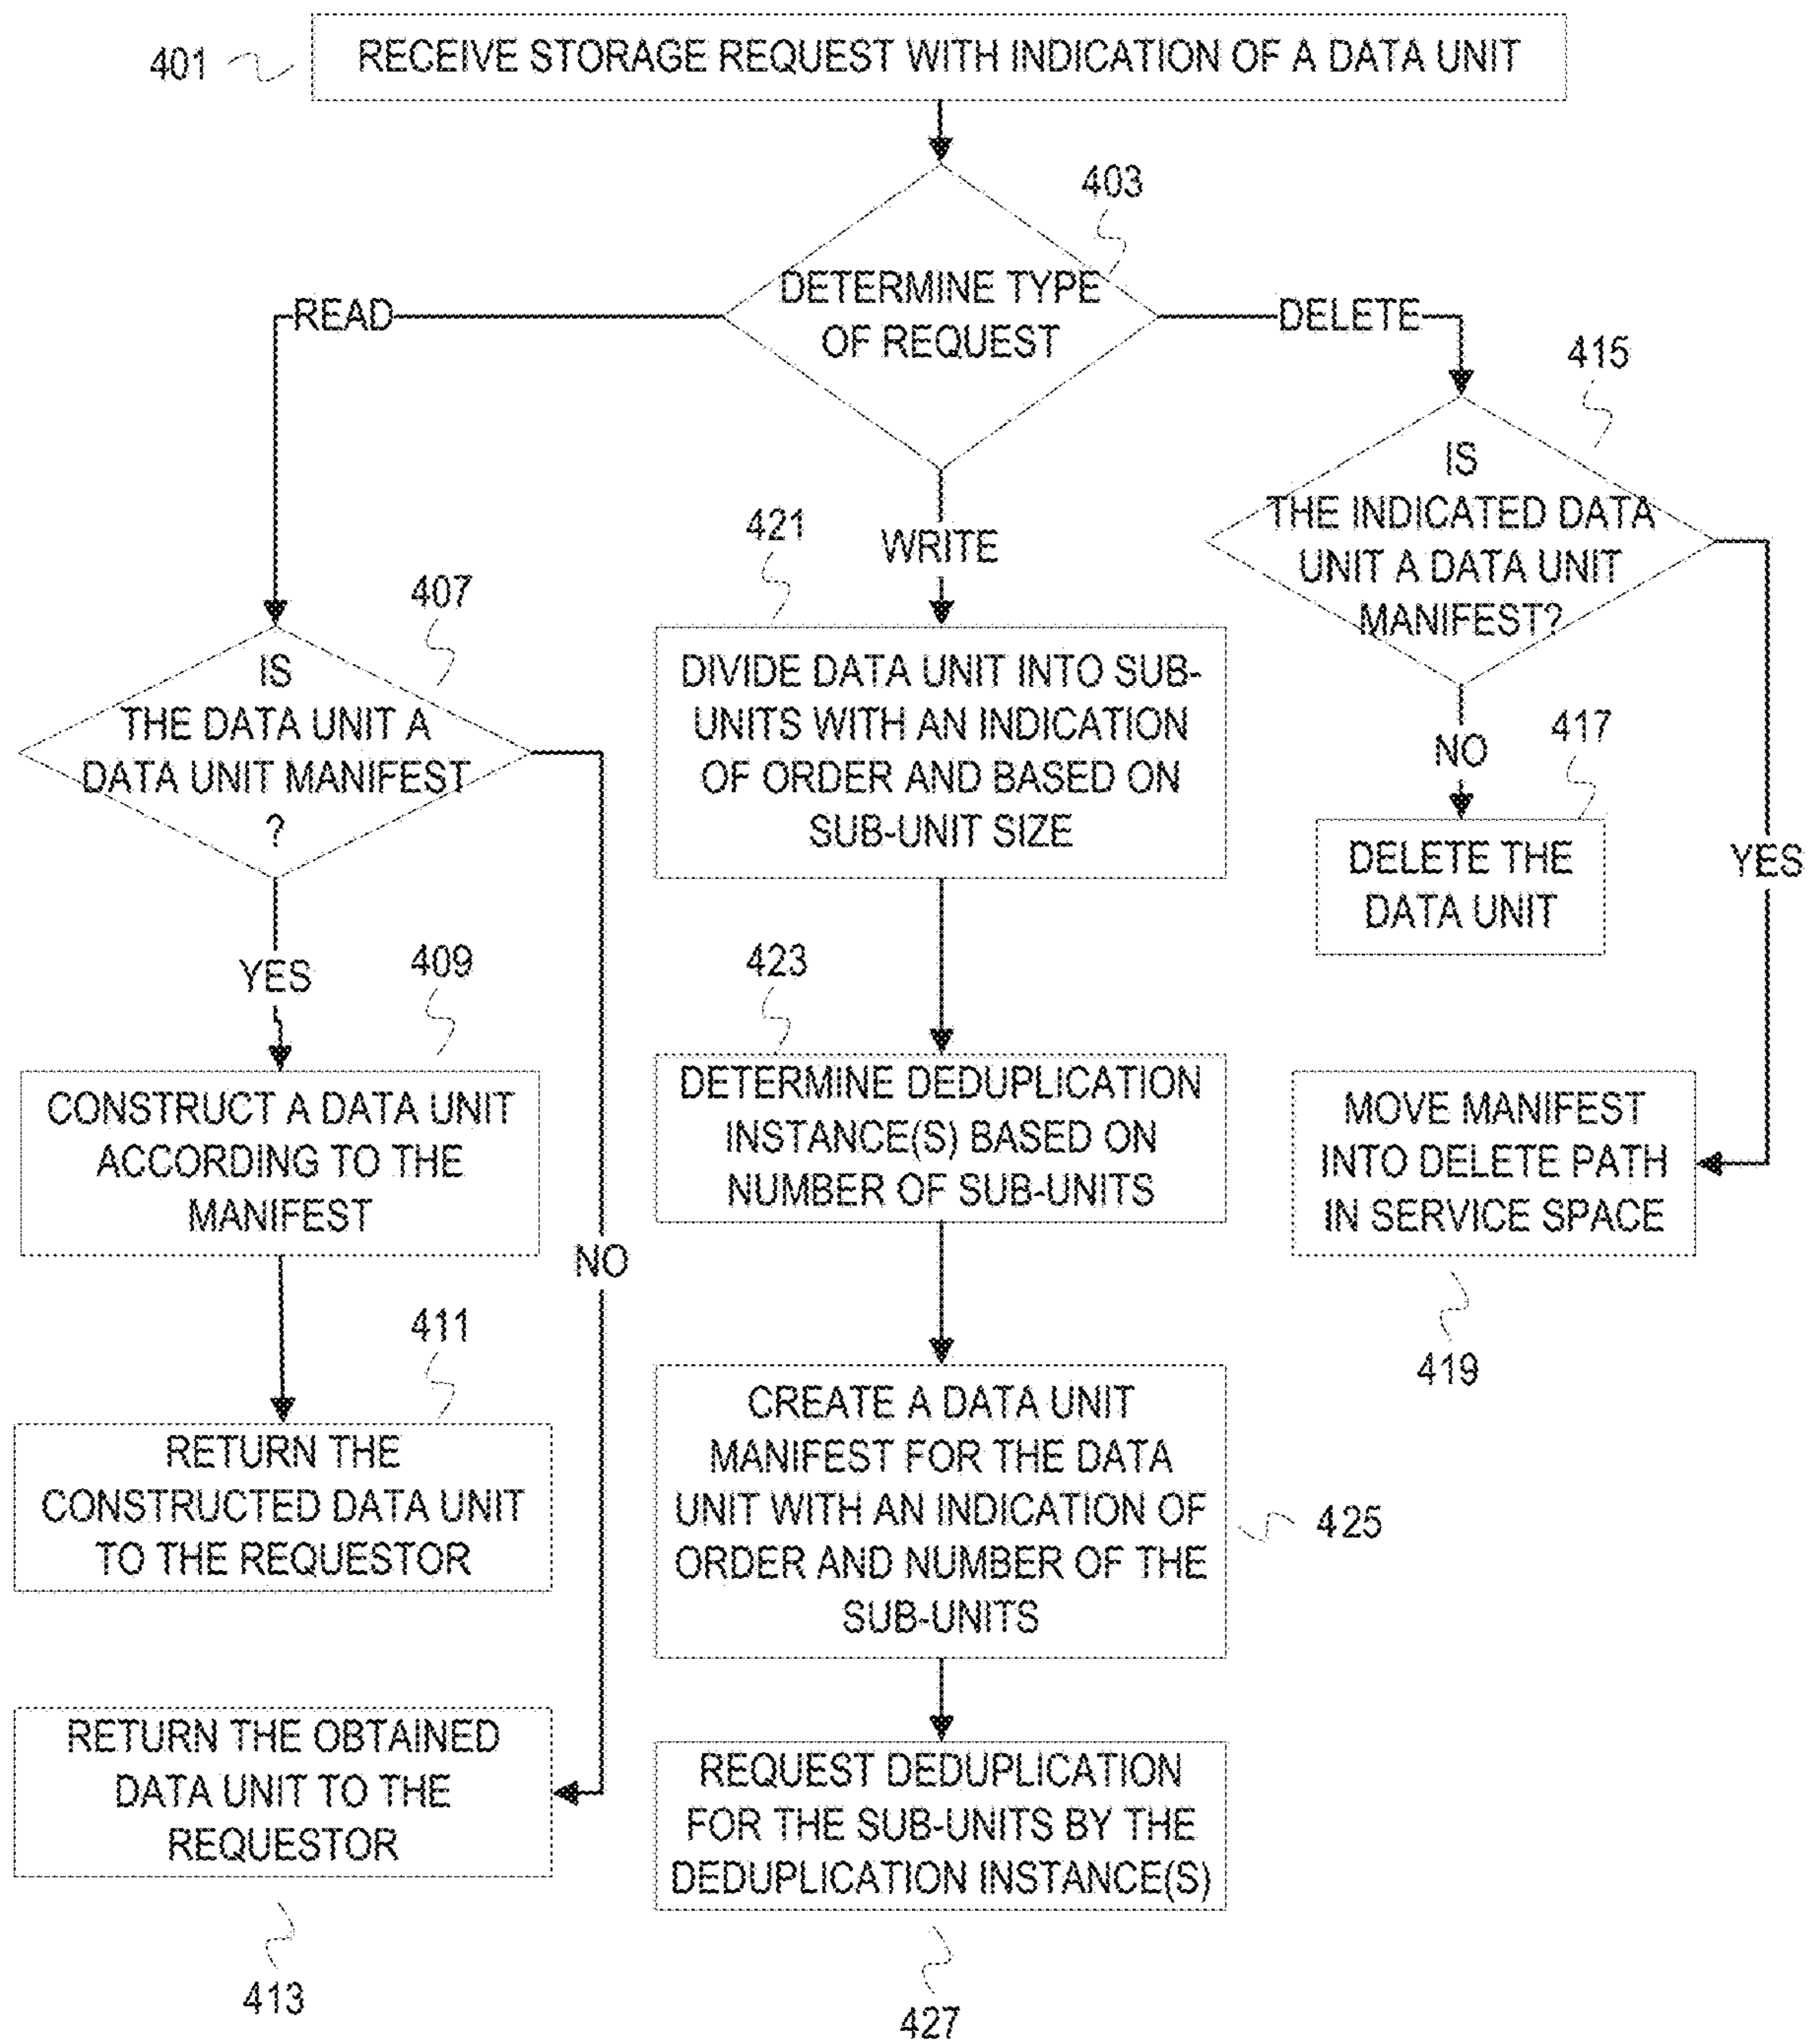 401
RECEIVE STORAGE REQUEST WITH INDICATION OF A DATA UNIT
403
DETERMINE TYPE
OF REQUEST
READ
DELETE
WRITE
407
IS
THE DATA UNIT A
DATA UNIT MANIFEST
?
YES
NO
409
CONSTRUCT A DATA UNIT
ACCORDING TO THE
MANIFEST
411
RETURN THE
CONSTRUCTED DATA UNIT
TO THE REQUESTOR
RETURN THE OBTAINED
DATA UNIT TO THE
REQUESTOR
413
421
DIVIDE DATA UNIT INTO SUB-
UNITS WITH AN INDICATION
OF ORDER AND BASED ON
SUB-UNIT SIZE
423
DETERMINE DEDUPLICATION
INSTANCE(S) BASED ON
NUMBER OF SUB-UNITS
CREATE A DATA UNIT
MANIFEST FOR THE DATA
UNIT WITH AN INDICATION OF
ORDER AND NUMBER OF THE
SUB-UNITS
425
REQUEST DEDUPLICATION
FOR THE SUB-UNITS BY THE
DEDUPLICATION INSTANCE(S)
427
415
IS
THE INDICATED DATA
UNIT A DATA UNIT
MANIFEST?
NO
417
DELETE THE
DATA UNIT
YES
MOVE MANIFEST
INTO DELETE PATH
IN SERVICE SPACE
419